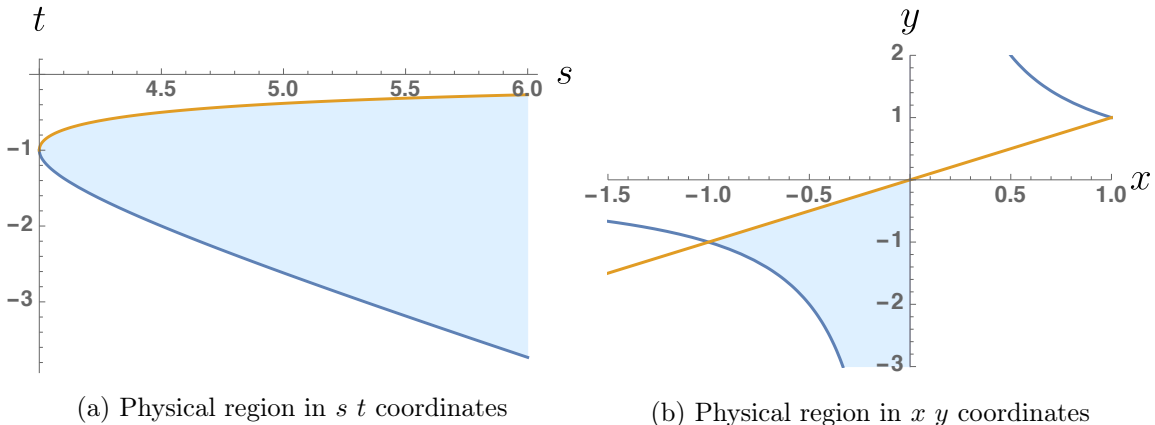 t
s
4.5 5.0 5.5 6.0
−1
−2
−3
(a) Physical region in s t coordinates
y
x
2
1
−1.5 −1.0 −0.5 0.5 1.0
−1
−2
−3
(b) Physical region in x y coordinates